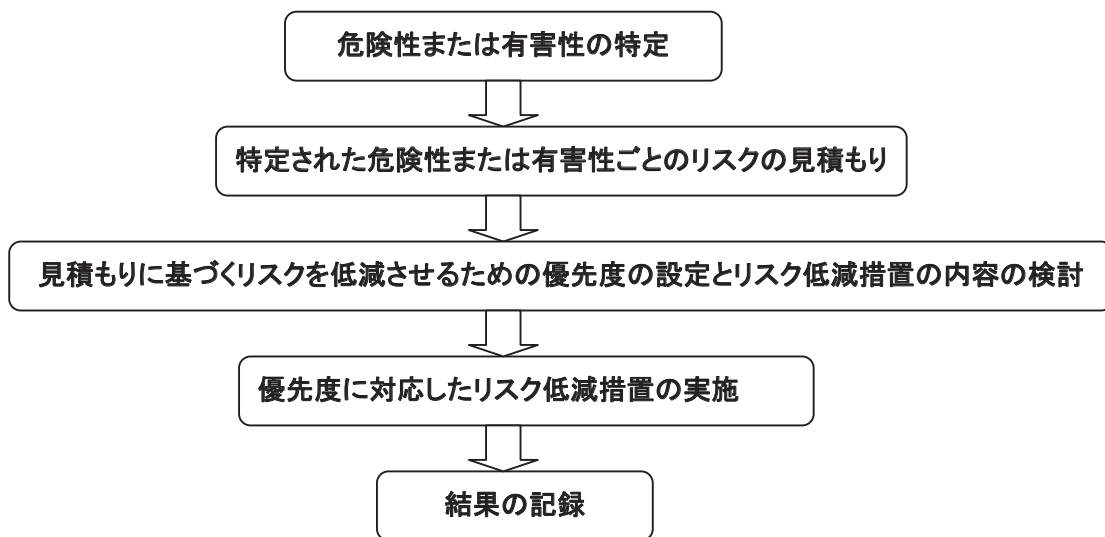 危険性または有害性の特定
特定された危険性または有害性ごとのリスクの見積もり
見積もりに基づくリスクを低減させるための優先度の設定とリスク低減措置の内容の検討
優先度に対応したリスク低減措置の実施
結果の記録